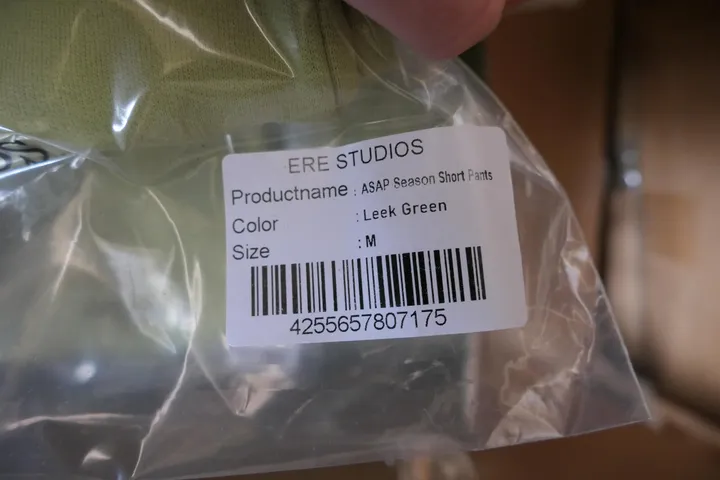 ERE STUDIOS
Productname : ASAP Season Short Pants
Color : Leek Green
Size : M
4255657807175